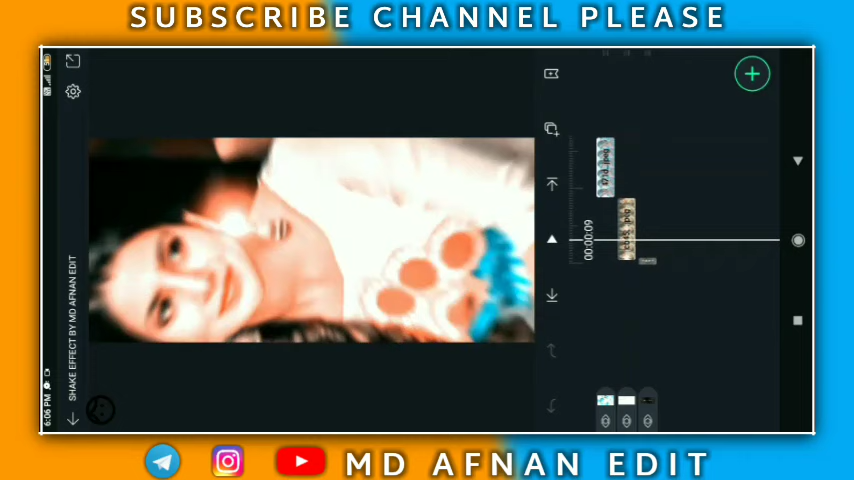 SUBSCRIBE CHANNEL PLEASE
6:06 PM
SHAKE EFFECT BY MD AFNAN EDIT
00:00:09
MD AFNAN EDIT